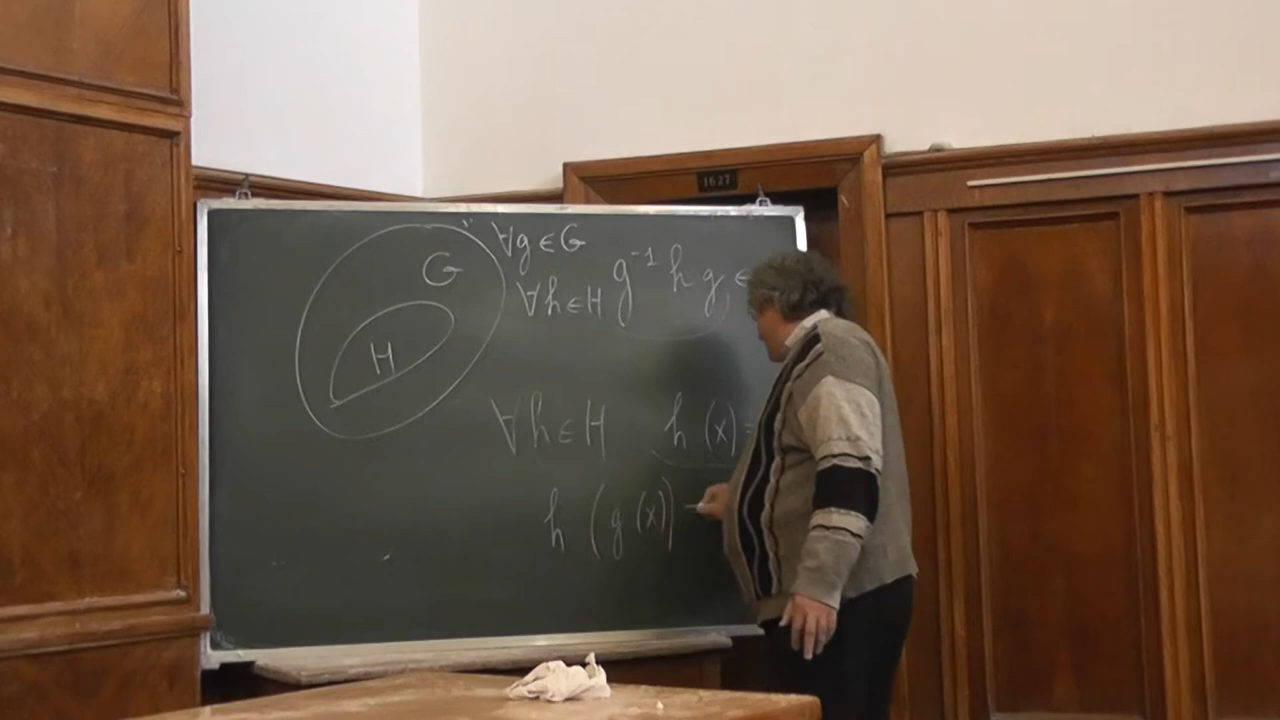 1627
G
H
∀g ∈ G
∀h ∈ H g⁻¹ h g ∈
∀h ∈ H h (x) =
h (g (x)) =